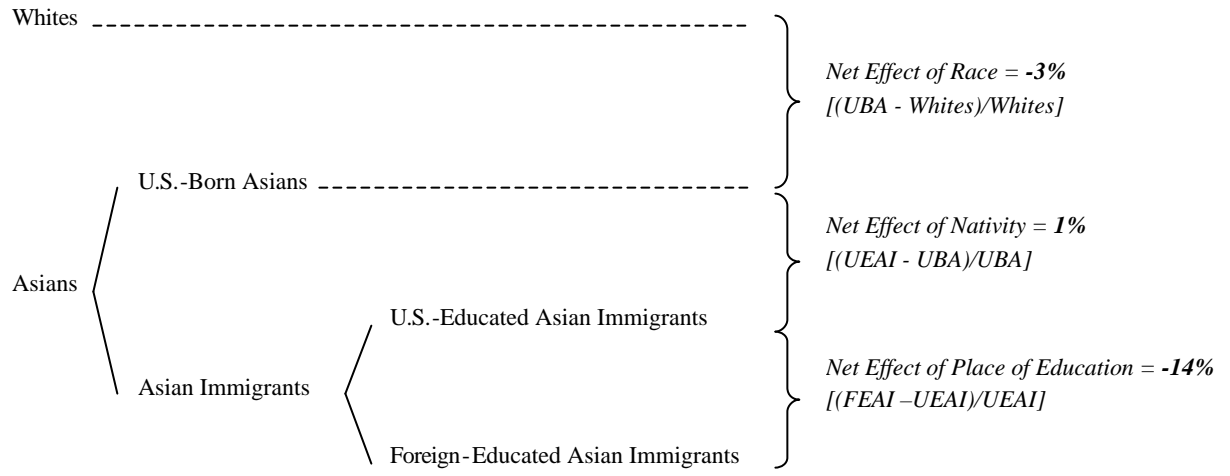 Whites
Net Effect of Race = -3%
[(UBA - Whites)/Whites]
U.S.-Born Asians
Net Effect of Nativity = 1%
[(UEAI - UBA)/UBA]
Asians
U.S.-Educated Asian Immigrants
Net Effect of Place of Education = -14%
Asian Immigrants
[(FEAI –UEAI)/UEAI]
Foreign-Educated Asian Immigrants